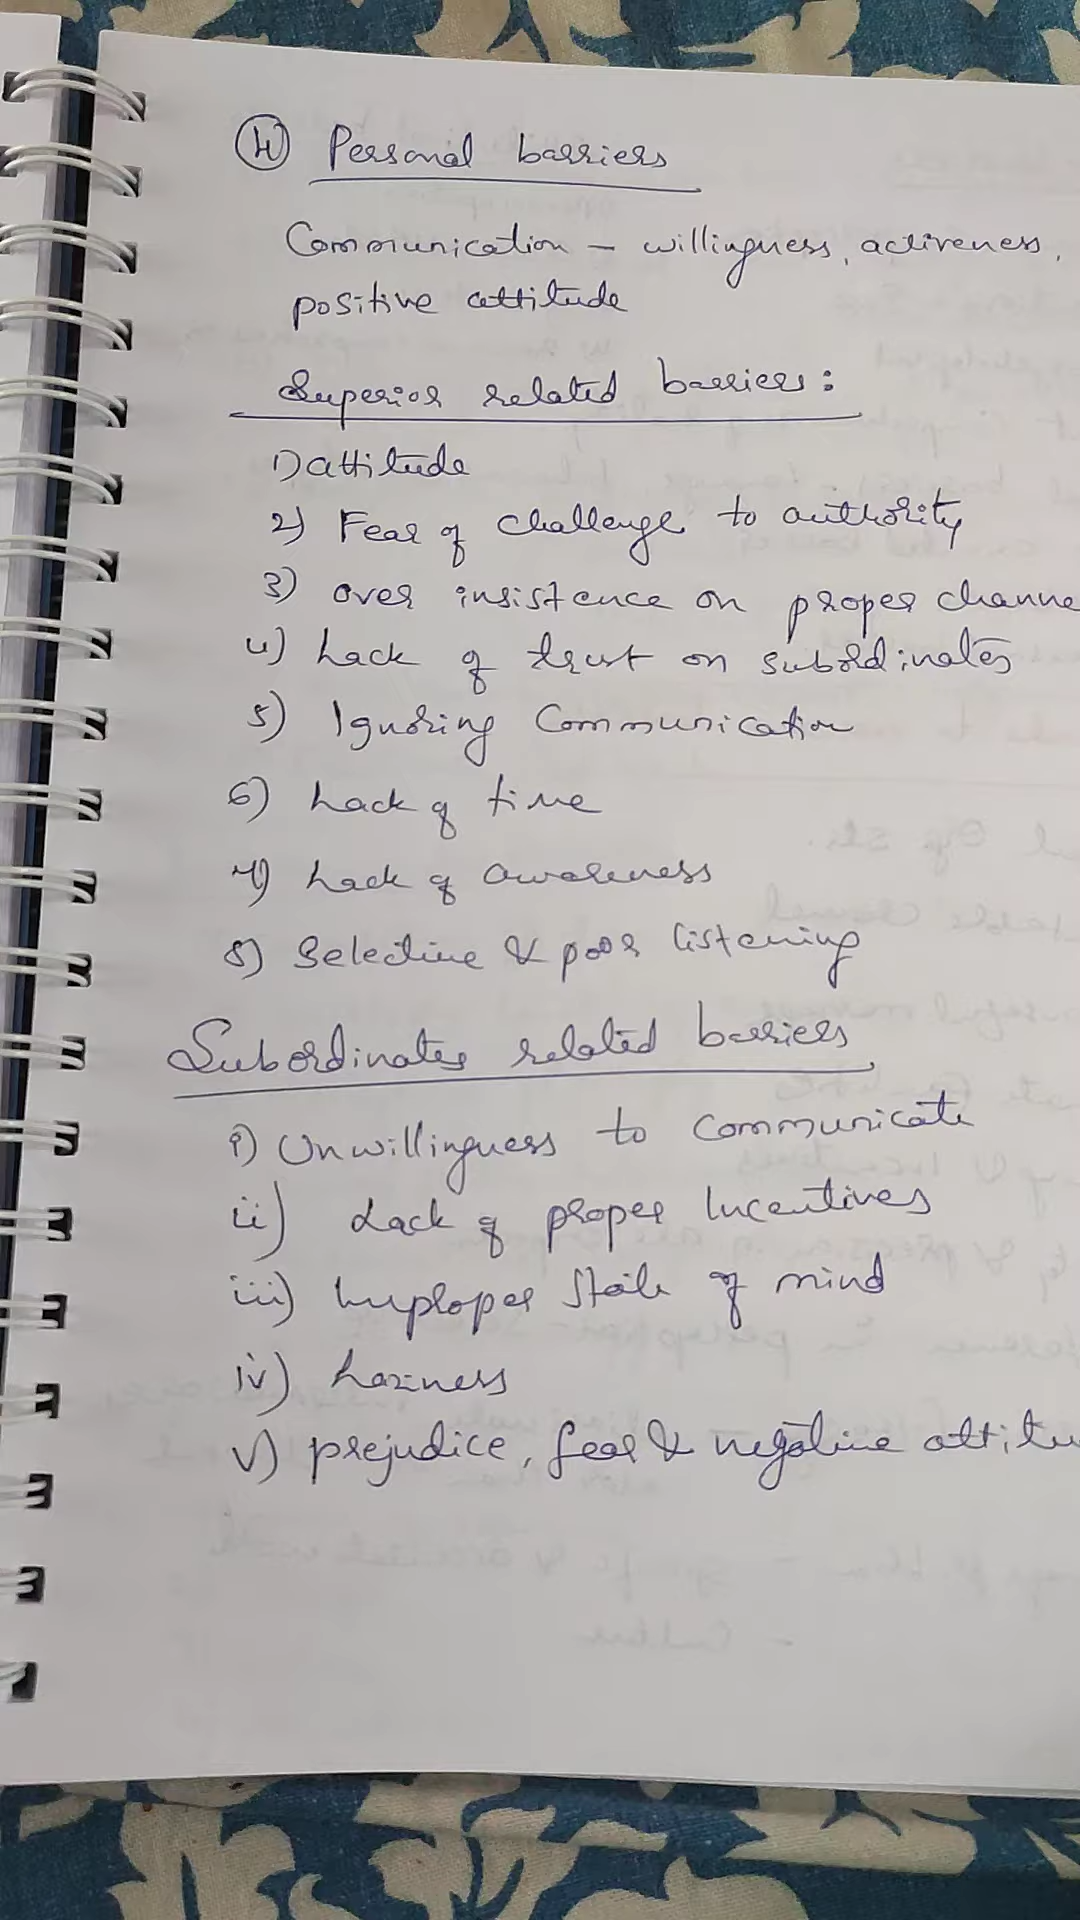 ④ Personal barriers
Communication - willingness, activeness,
positive attitude
Superior related barriers:
1) attitude
2) Fear of challenge to authority
3) over insistence on proper channe
4) Lack of trust on subordinates
5) Ignoring Communication
6) Lack of time
7) Lack of awareness
8) Selective & poor listening
Subordinates related barriers
i) Unwillingness to communicate
ii) Lack of proper Incentives
iii) Improper State of mind
iv) Laziness
v) prejudice, fear & negative attitu